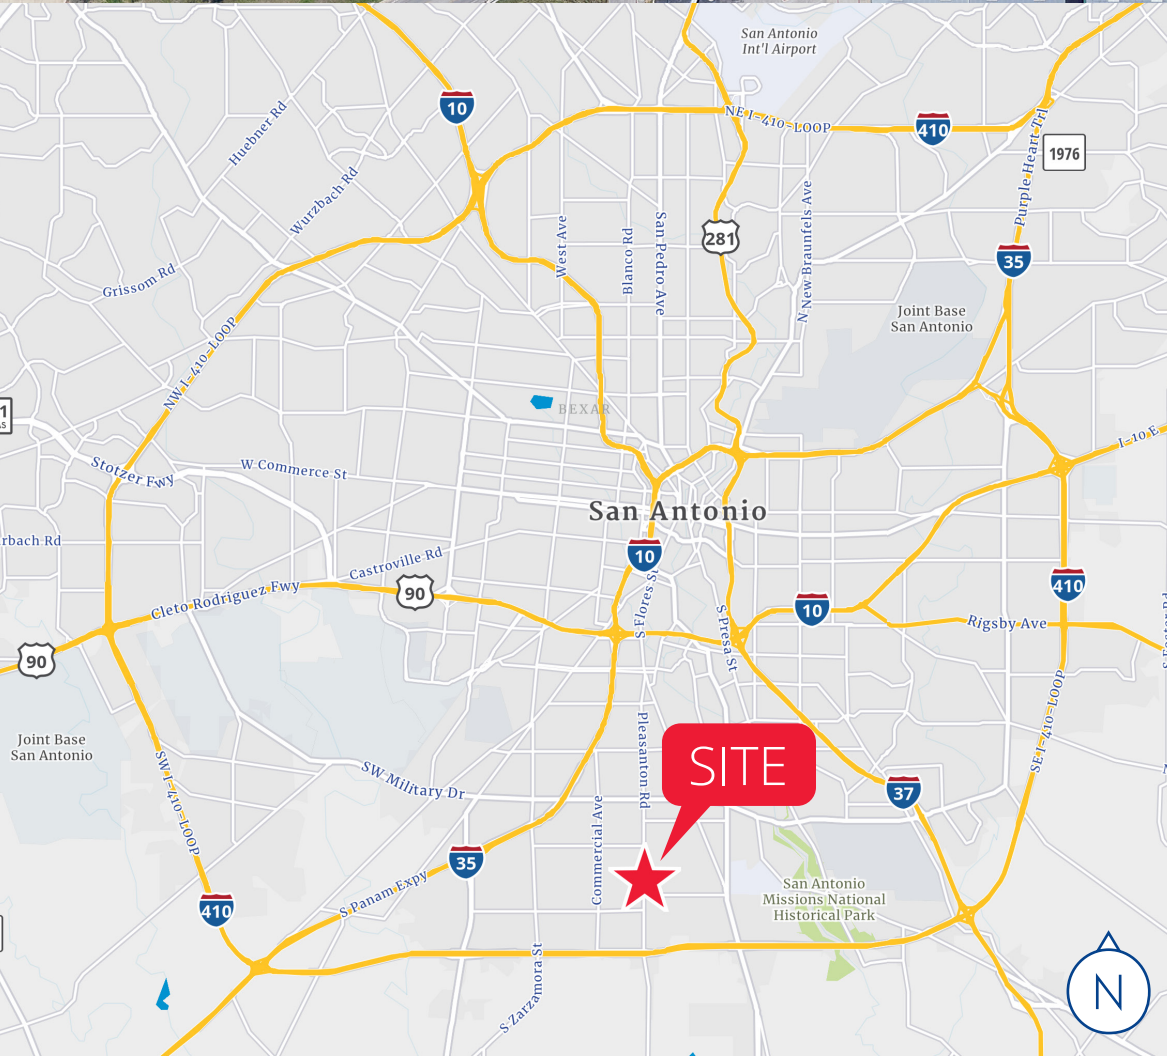 San Antonio
Int'l Airport
10
NE I-410-LOOP
410
Purple Heart Trl
1976
Huebner Rd
Wurzbach Rd
West Ave
Blanco Rd
San Pedro Ave
281
N New Braunfels Ave
35
Grissom Rd
Joint Base
San Antonio
NW I-410-LOOP
BEXAR
1
I-10 E
Stotzer Fwy
W Commerce St
San Antonio
rbach Rd
10
Castroville Rd
90
Cleto Rodriguez Fwy
S Flores St
S Presa St
10
410
Rigsby Ave
90
Joint Base
San Antonio
SW I-410-LOOP
SW Military Dr
Pleasanton Rd
SITE
SE I-410-LOOP
37
Commercial Ave
35
S Panam Expy
410
San Antonio
Missions National
Historical Park
S Zarzamora St
N